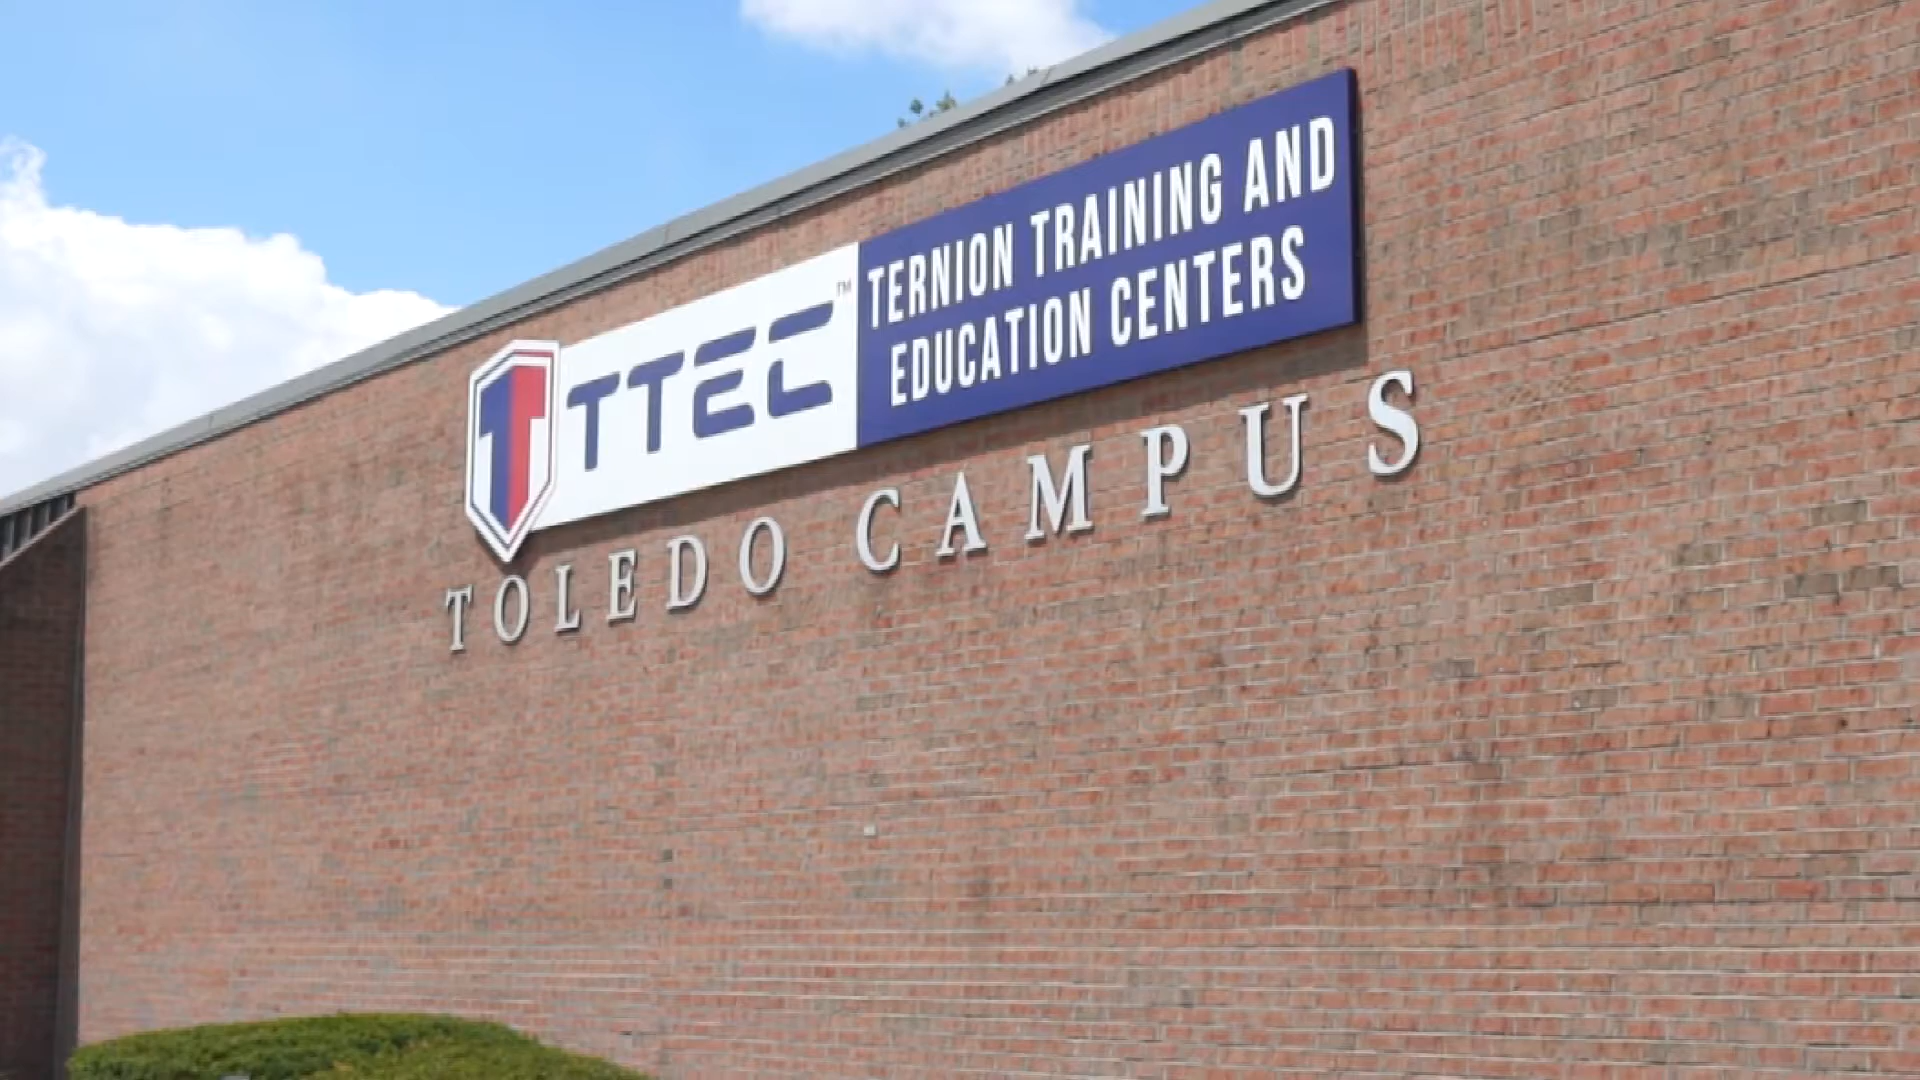 TTEC™
TERNION TRAINING AND
EDUCATION CENTERS
TOLEDO CAMPUS